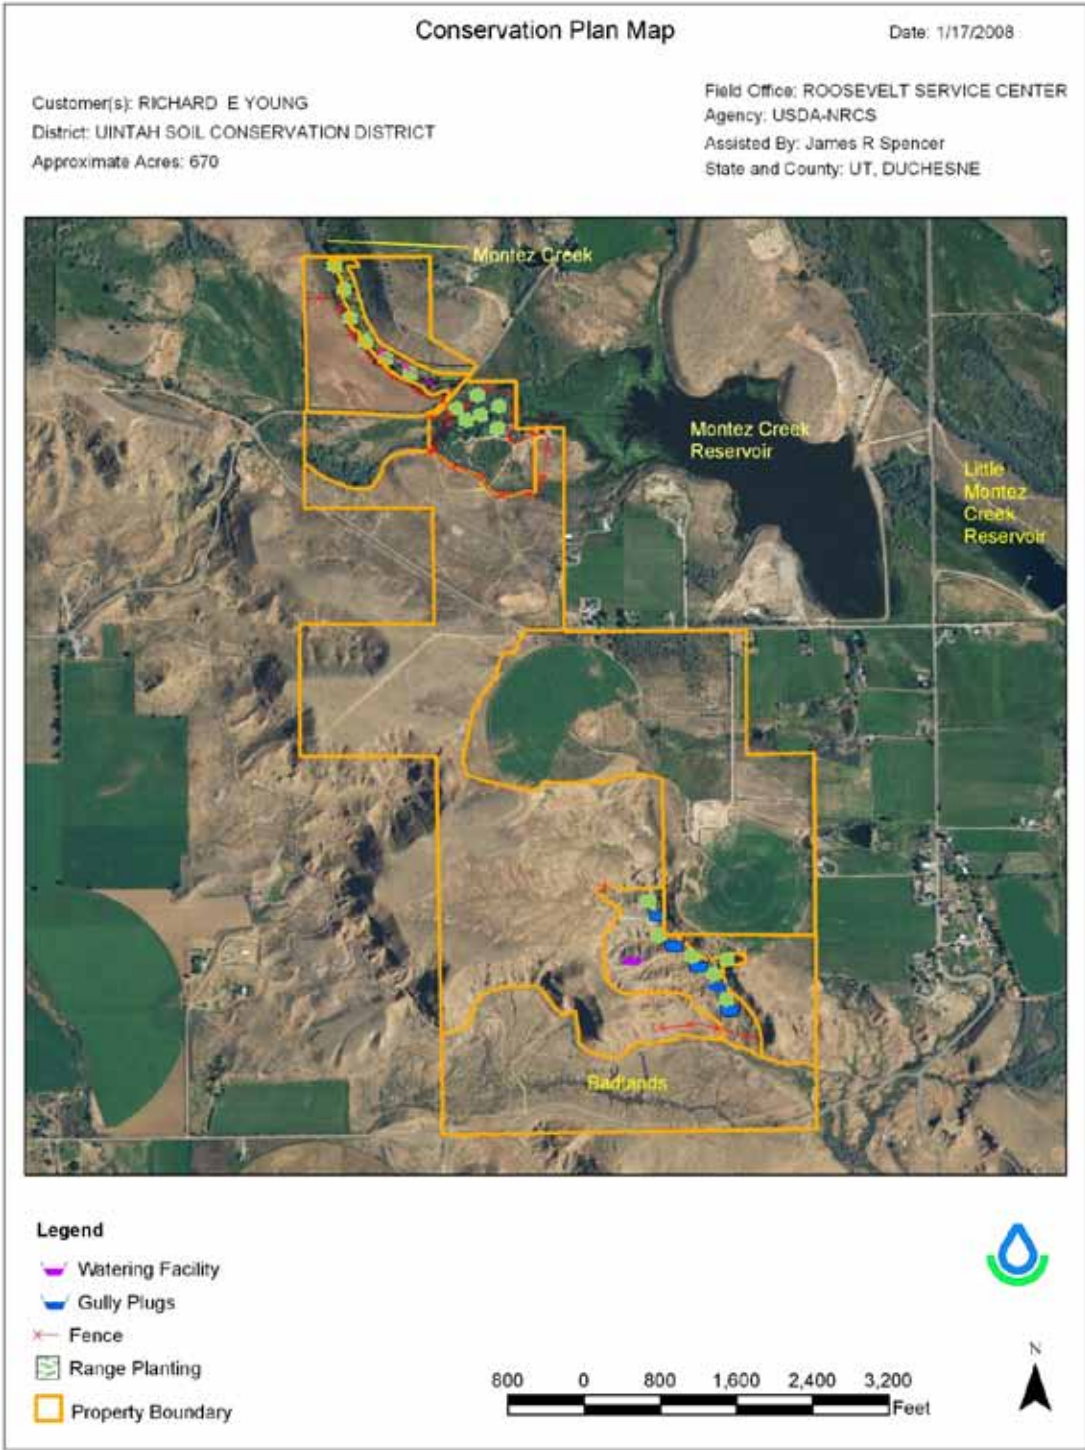 Conservation Plan Map
Date: 1/17/2008
Customer(s): RICHARD E YOUNG
District: UINTAH SOIL CONSERVATION DISTRICT
Approximate Acres: 670
Field Office: ROOSEVELT SERVICE CENTER
Agency: USDA-NRCS
Assisted By: James R Spencer
State and County: UT, DUCHESNE
Montez Creek
Montez Creek
Reservoir
Little
Montez
Creek
Reservoir
Badlands
Legend
Watering Facility
Gully Plugs
Fence
Range Planting
Property Boundary
N
800 0 800 1,600 2,400 3,200
Feet